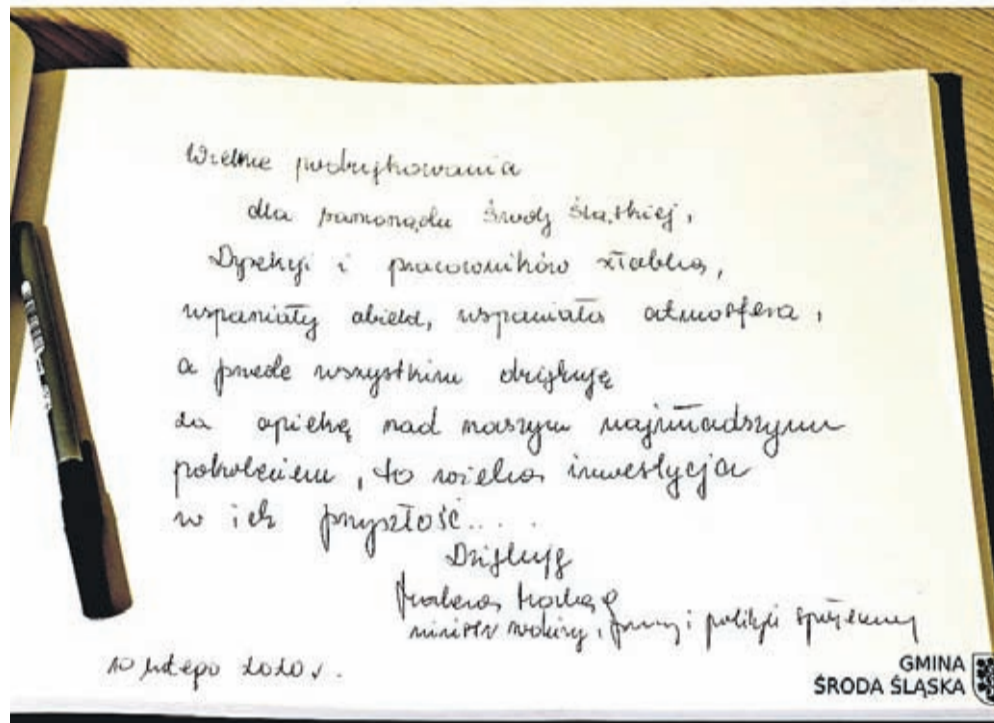 Wielkie podziękowania
dla samorządu Środy Śląskiej,
Dyrekcji i pracowników żłobka,
wspaniały obiekt, wspaniała atmosfera,
a przede wszystkim dziękuję
za opiekę nad naszym najmłodszym
pokoleniem, to wielka inwestycja
w ich przyszłość....
Dziękuję
minister rodziny, pracy i polityki społecznej
10 lutego 2020 r.
GMINA
ŚRODA ŚLĄSKA